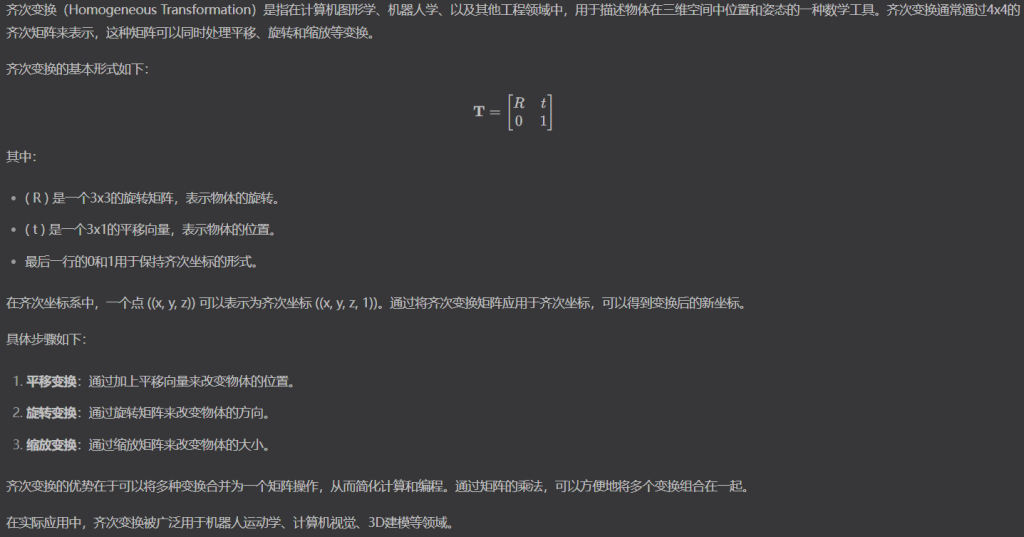 齐次变换（Homogeneous Transformation）是指在计算机图形学、机器人学、以及其他工程领域中，用于描述物体在三维空间中位置和姿态的一种数学工具。齐次变换通常通过4x4的
齐次矩阵来表示，这种矩阵可以同时处理平移、旋转和缩放等变换。
齐次变换的基本形式如下：
T = [R t
0 1]
其中：
• ( R ) 是一个3x3的旋转矩阵，表示物体的旋转。
• ( t ) 是一个3x1的平移向量，表示物体的位置。
• 最后一行的0和1用于保持齐次坐标的形式。
在齐次坐标系中，一个点 ((x, y, z)) 可以表示为齐次坐标 ((x, y, z, 1))。通过将齐次变换矩阵应用于齐次坐标，可以得到变换后的新坐标。
具体步骤如下：
1. 平移变换：通过加上平移向量来改变物体的位置。
2. 旋转变换：通过旋转矩阵来改变物体的方向。
3. 缩放变换：通过缩放矩阵来改变物体的大小。
齐次变换的优势在于可以将多种变换合并为一个矩阵操作，从而简化计算和编程。通过矩阵的乘法，可以方便地将多个变换组合在一起。
在实际应用中，齐次变换被广泛用于机器人运动学、计算机视觉、3D建模等领域。